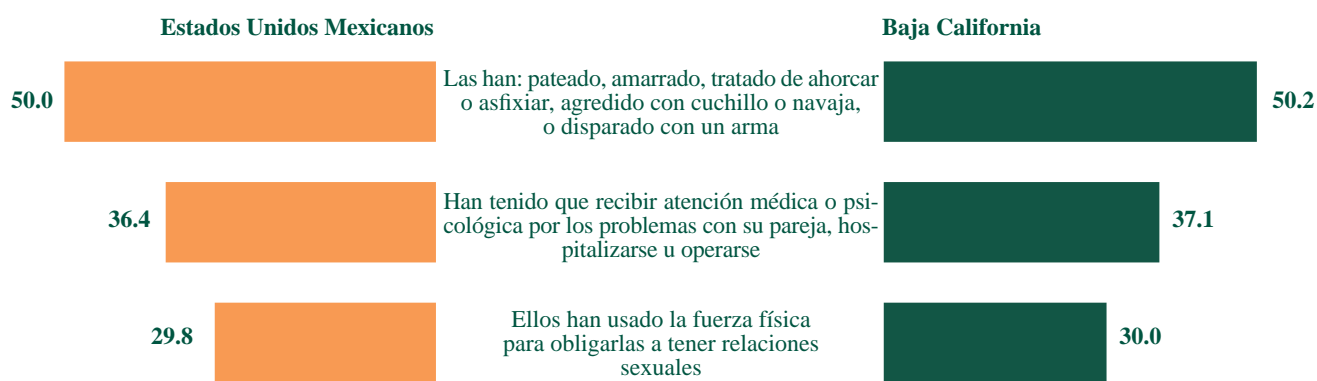 Estados Unidos Mexicanos
Baja California
50.0
Las han: pateado, amarrado, tratado de ahorcar
o asfixiar, agredido con cuchillo o navaja,
o disparado con un arma
50.2
36.4
Han tenido que recibir atención médica o psi-
cológica por los problemas con su pareja, hos-
pitalizarse u operarse
37.1
29.8
Ellos han usado la fuerza física
para obligarlas a tener relaciones
sexuales
30.0